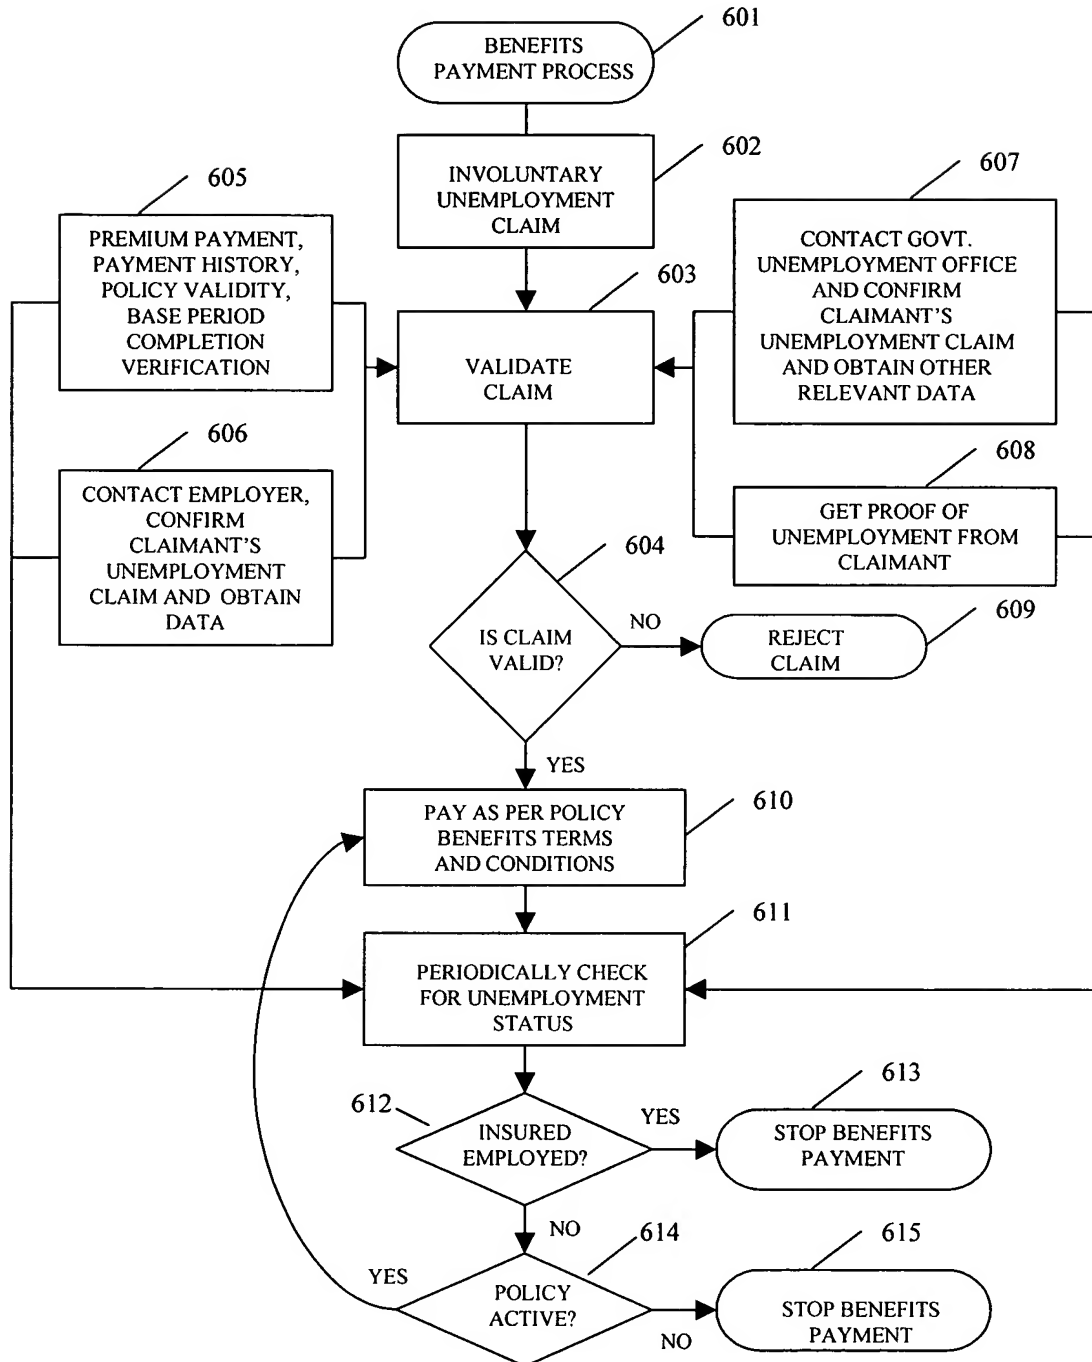 601
BENEFITS
PAYMENT PROCESS
602
INVOLUNTARY
UNEMPLOYMENT
CLAIM
605
PREMIUM PAYMENT,
PAYMENT HISTORY,
POLICY VALIDITY,
BASE PERIOD
COMPLETION
VERIFICATION
603
VALIDATE
CLAIM
607
CONTACT GOVT.
UNEMPLOYMENT OFFICE
AND CONFIRM
CLAIMANT'S
UNEMPLOYMENT CLAIM
AND OBTAIN OTHER
RELEVANT DATA
606
CONTACT EMPLOYER,
CONFIRM
CLAIMANT'S
UNEMPLOYMENT
CLAIM AND OBTAIN
DATA
608
GET PROOF OF
UNEMPLOYMENT FROM
CLAIMANT
604
IS CLAIM
VALID?
NO
609
REJECT
CLAIM
YES
610
PAY AS PER POLICY
BENEFITS TERMS
AND CONDITIONS
611
PERIODICALLY CHECK
FOR UNEMPLOYMENT
STATUS
612
INSURED
EMPLOYED?
YES
613
STOP BENEFITS
PAYMENT
NO
614
YES
POLICY
ACTIVE?
NO
615
STOP BENEFITS
PAYMENT